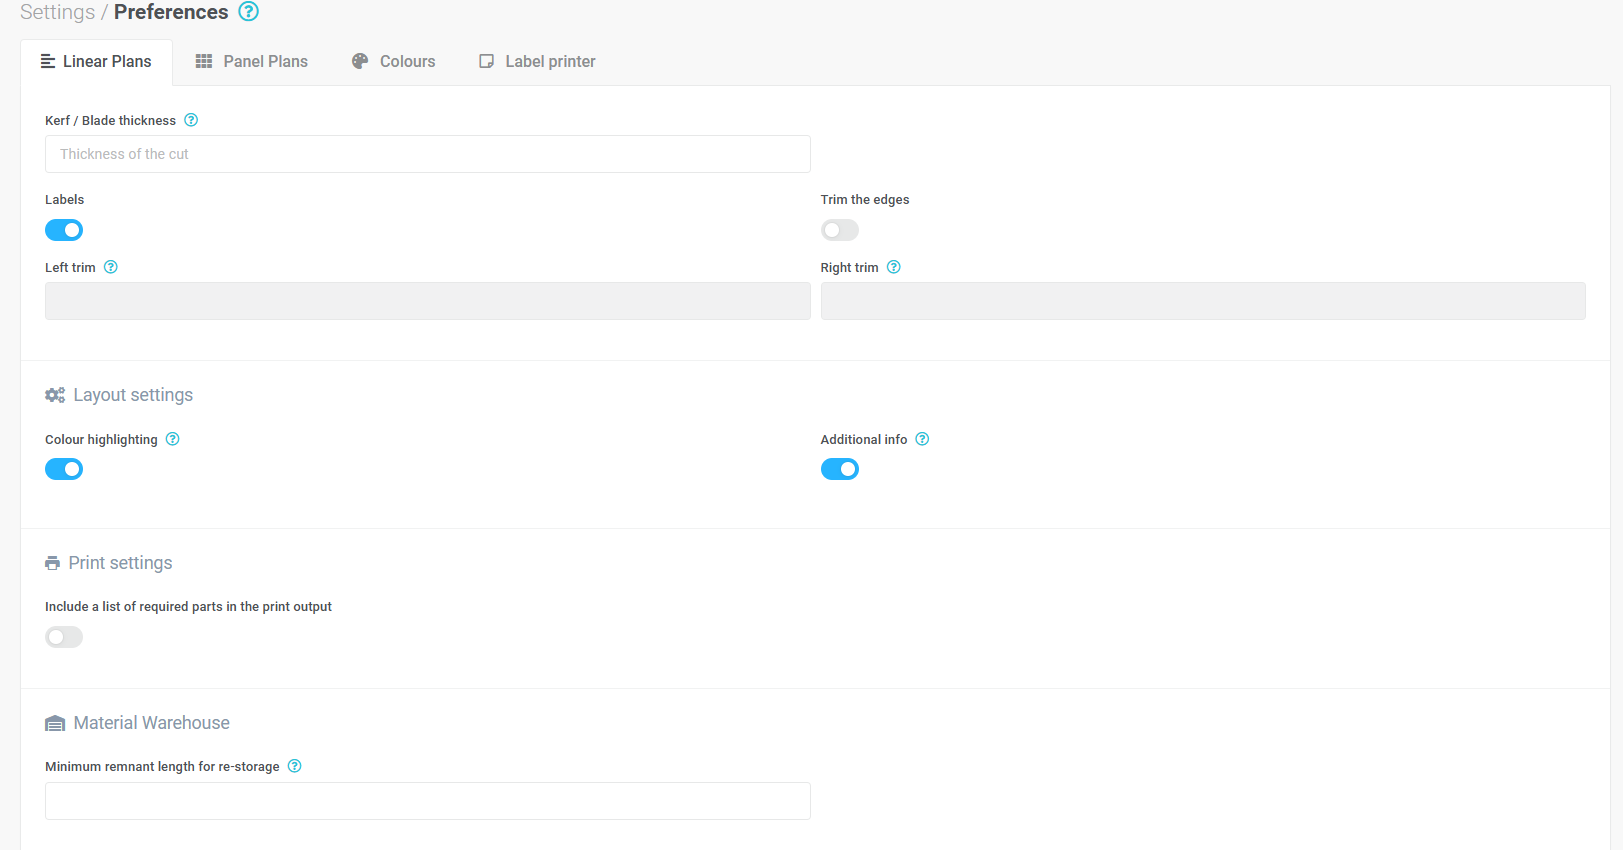 Settings / Preferences
Linear Plans Panel Plans Colours Label printer
Kerf / Blade thickness
Thickness of the cut
Labels Trim the edges
Left trim Right trim
Layout settings
Colour highlighting Additional info
Print settings
Include a list of required parts in the print output
Material Warehouse
Minimum remnant length for re-storage